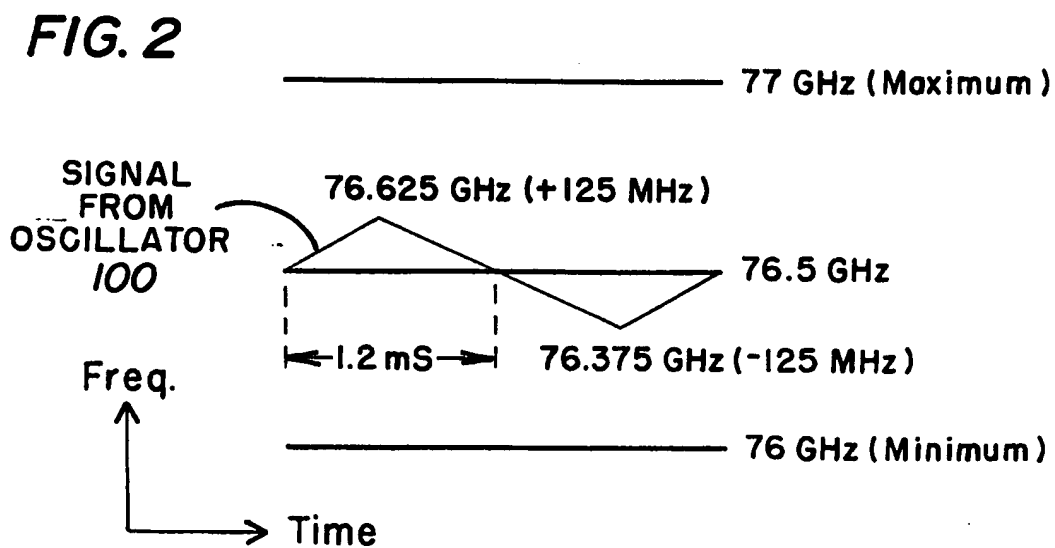 FIG. 2
77 GHz (Maximum)
SIGNAL
FROM
OSCILLATOR
100
76.625 GHz (+125 MHz)
76.5 GHz
1.2 mS
76.375 GHz (-125 MHz)
Freq.
76 GHz (Minimum)
Time